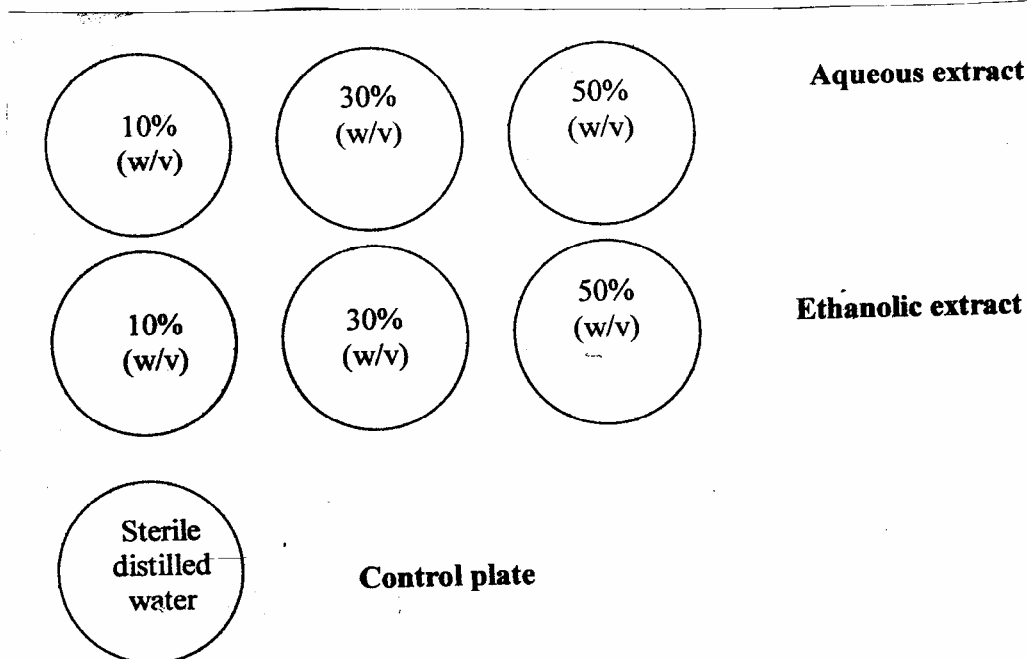 10%
(w/v)
30%
(w/v)
50%
(w/v)
Aqueous extract
10%
(w/v)
30%
(w/v)
50%
(w/v)
Ethanolic extract
Sterile
distilled
water
Control plate